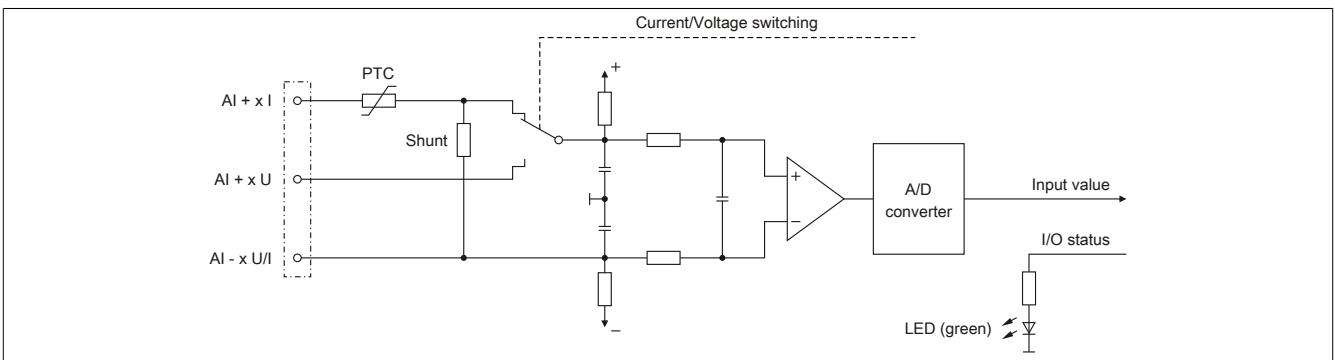 Current/Voltage switching
PTC
+
AI + x I
Shunt
AI + x U
+
−
A/D
converter
Input value
I/O status
AI - x U/I
LED (green)
−